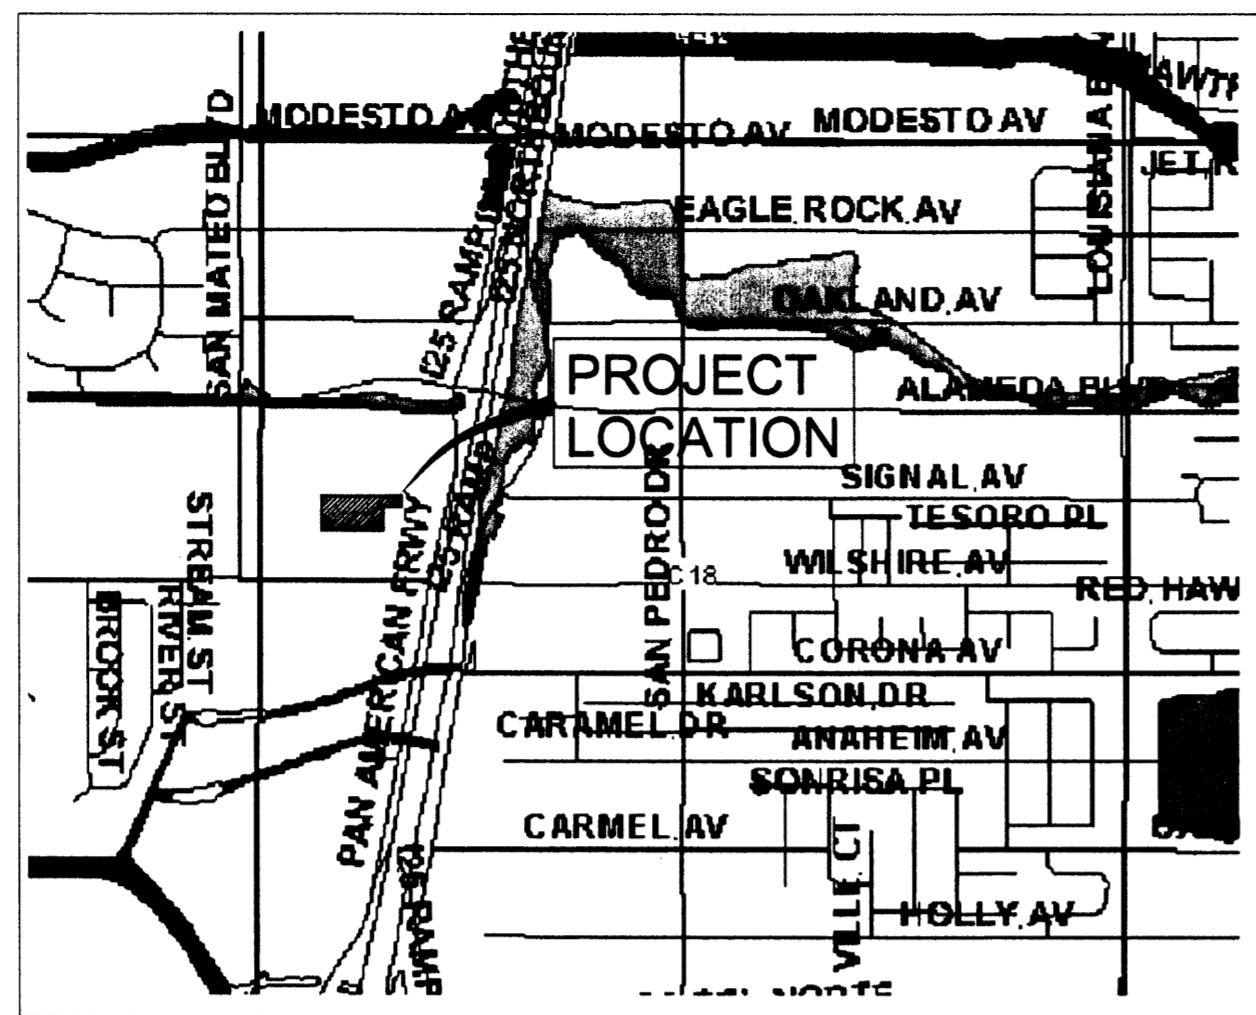 MODESTO AV
MODESTO AV
MODESTO AV
SAN MATEO BLVD
LOUISIANA B
JET R
EAGLE ROCK AV
I25 RAMP
OAKLAND AV
PROJECT
LOCATION
ALAMEDA BLVD
SIGNAL AV
TESORO PL
WILSHIRE AV
C 18
RED HAW
SAN PEDRO DR
STREAM ST
RIVER ST
BROOK ST
PAN AMERICAN FRWY
CORONA AV
KARLSON DR
CARAMEL DR
ANAHEIM AV
SONRISA PL
CARMEL AV
VILLE CT
HOLLY AV